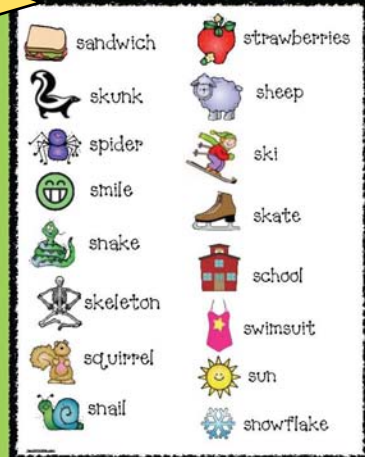 sandwich
skunk
spider
smile
snake
skeleton
squirrel
snail
strawberries
sheep
ski
skate
school
swimsuit
sun
snowflake